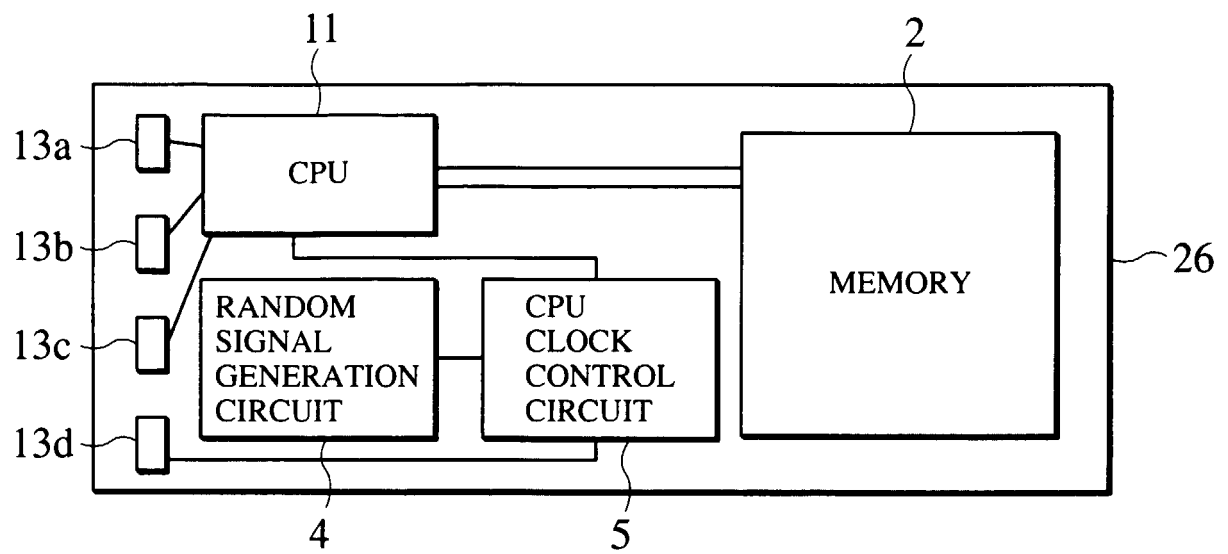 11
2
13a
CPU
13b
26
MEMORY
RANDOM
SIGNAL
GENERATION
CIRCUIT
CPU
CLOCK
CONTROL
CIRCUIT
13c
13d
4
5